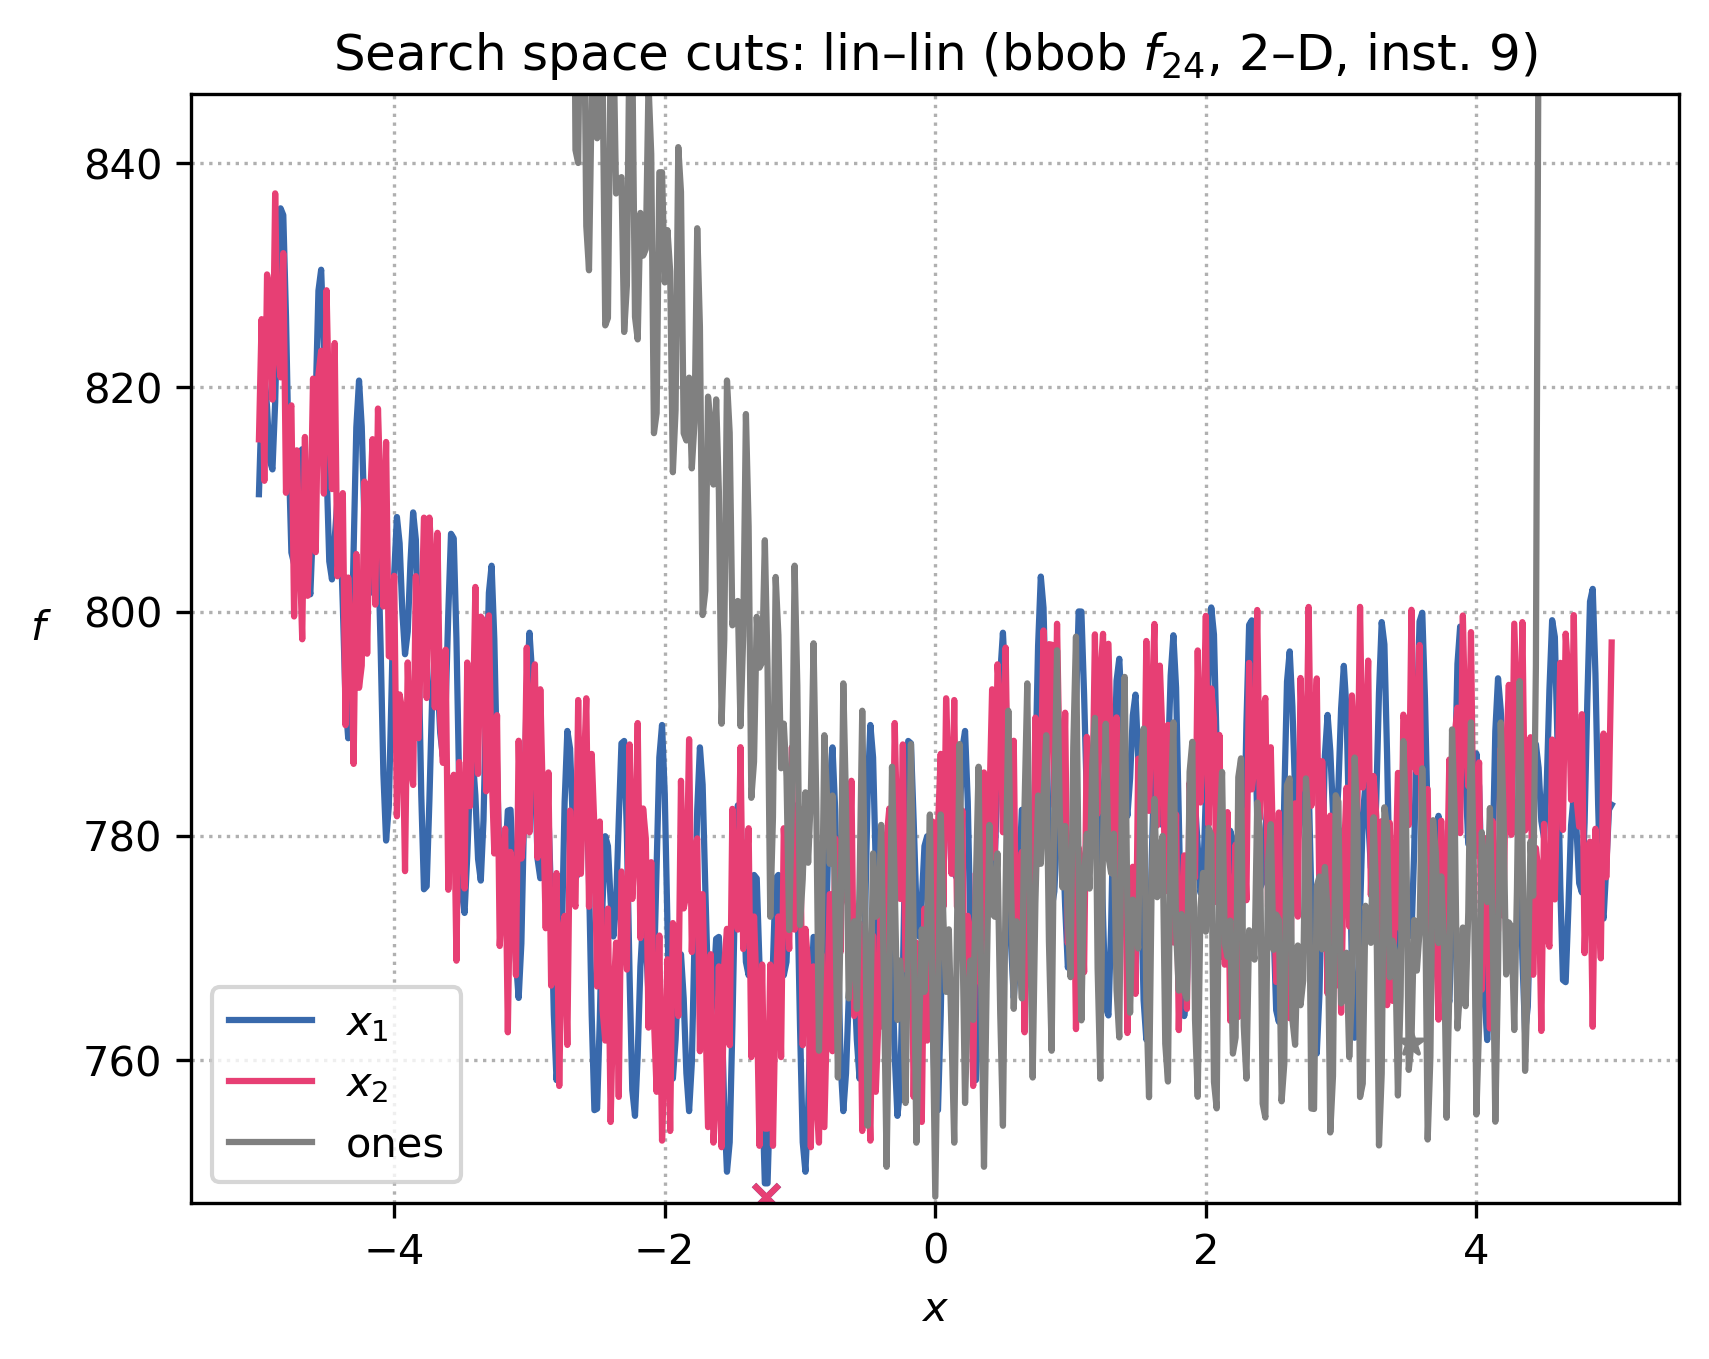 Search space cuts: lin–lin (bbob f₂₄, 2–D, inst. 9)
840
820
800
780
760
f
x₁
x₂
ones
−4
−2
0
2
4
x